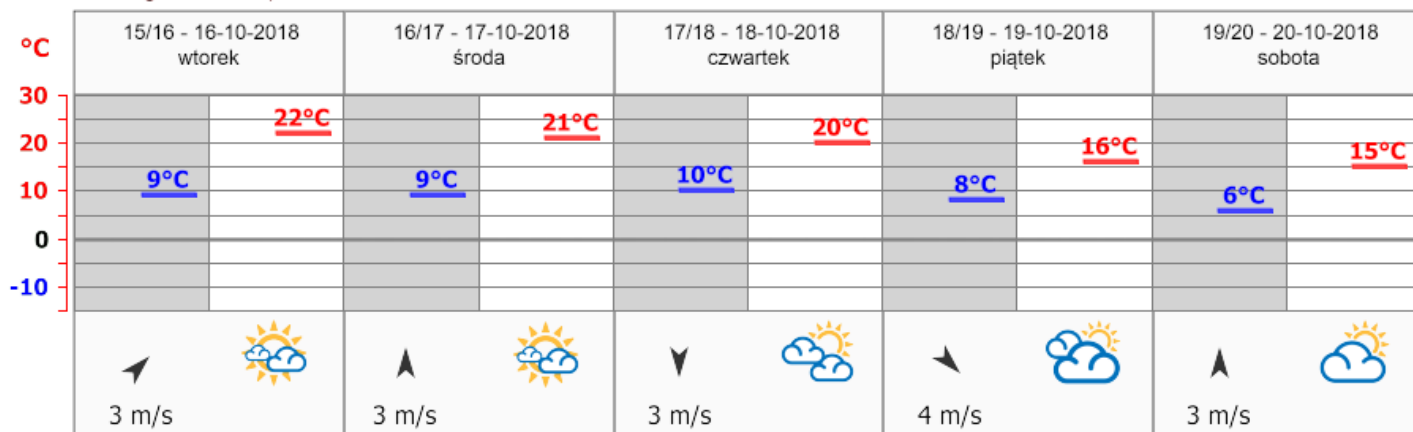 15/16 - 16-10-2018
wtorek
16/17 - 17-10-2018
środa
17/18 - 18-10-2018
czwartek
18/19 - 19-10-2018
piątek
19/20 - 20-10-2018
sobota
°C
30
20
10
0
-10
9°C
22°C
9°C
21°C
10°C
20°C
8°C
16°C
6°C
15°C
3 m/s
3 m/s
3 m/s
4 m/s
3 m/s